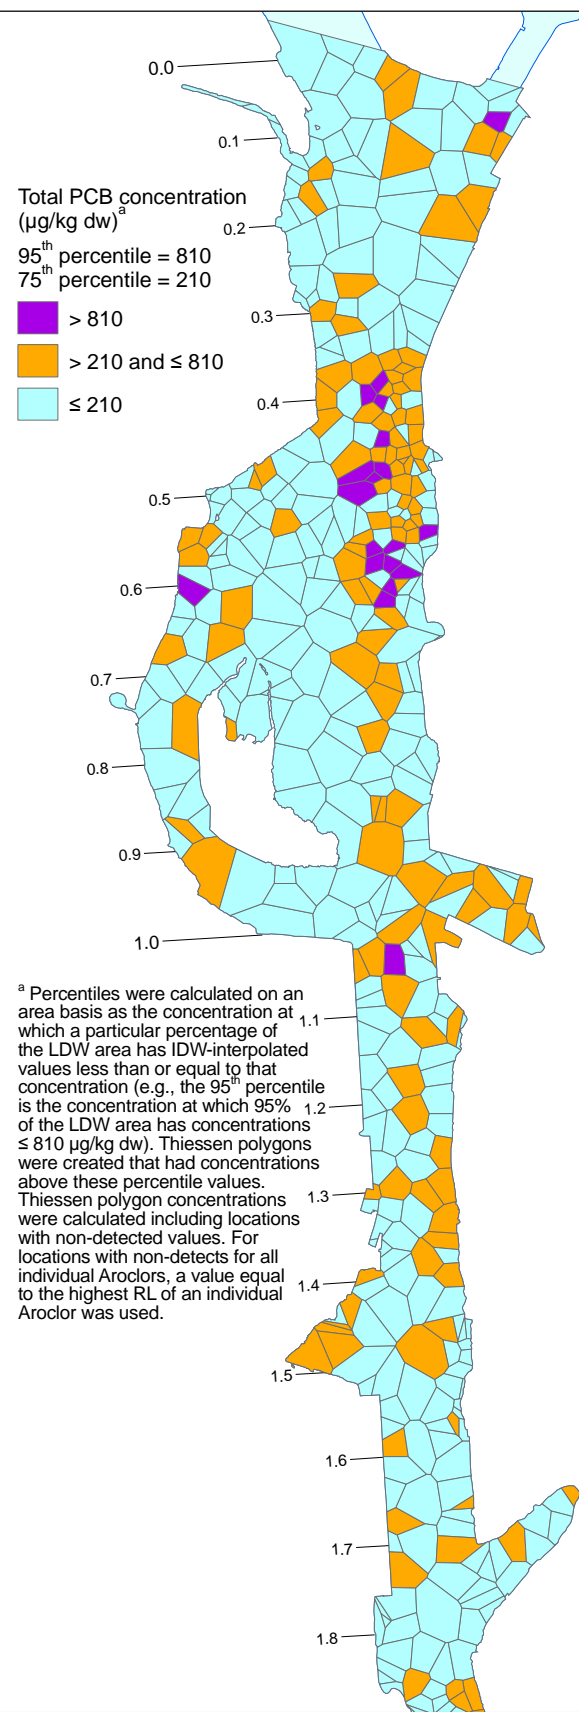 0.0
0.1
Total PCB concentration
(µg/kg dw)a
0.2
95th percentile = 810
75th percentile = 210
> 810
0.3
> 210 and ≤ 810
≤ 210
0.4
0.5
0.6
0.7
0.8
0.9
1.0
a Percentiles were calculated on an
area basis as the concentration at
which a particular percentage of
the LDW area has IDW-interpolated
values less than or equal to that
concentration (e.g., the 95th percentile
is the concentration at which 95%
of the LDW area has concentrations
≤ 810 µg/kg dw). Thiessen polygons
were created that had concentrations
above these percentile values.
Thiessen polygon concentrations
were calculated including locations
with non-detected values. For
locations with non-detects for all
individual Aroclors, a value equal
to the highest RL of an individual
Aroclor was used.
1.1
1.2
1.3
1.4
1.5
1.6
1.7
1.8